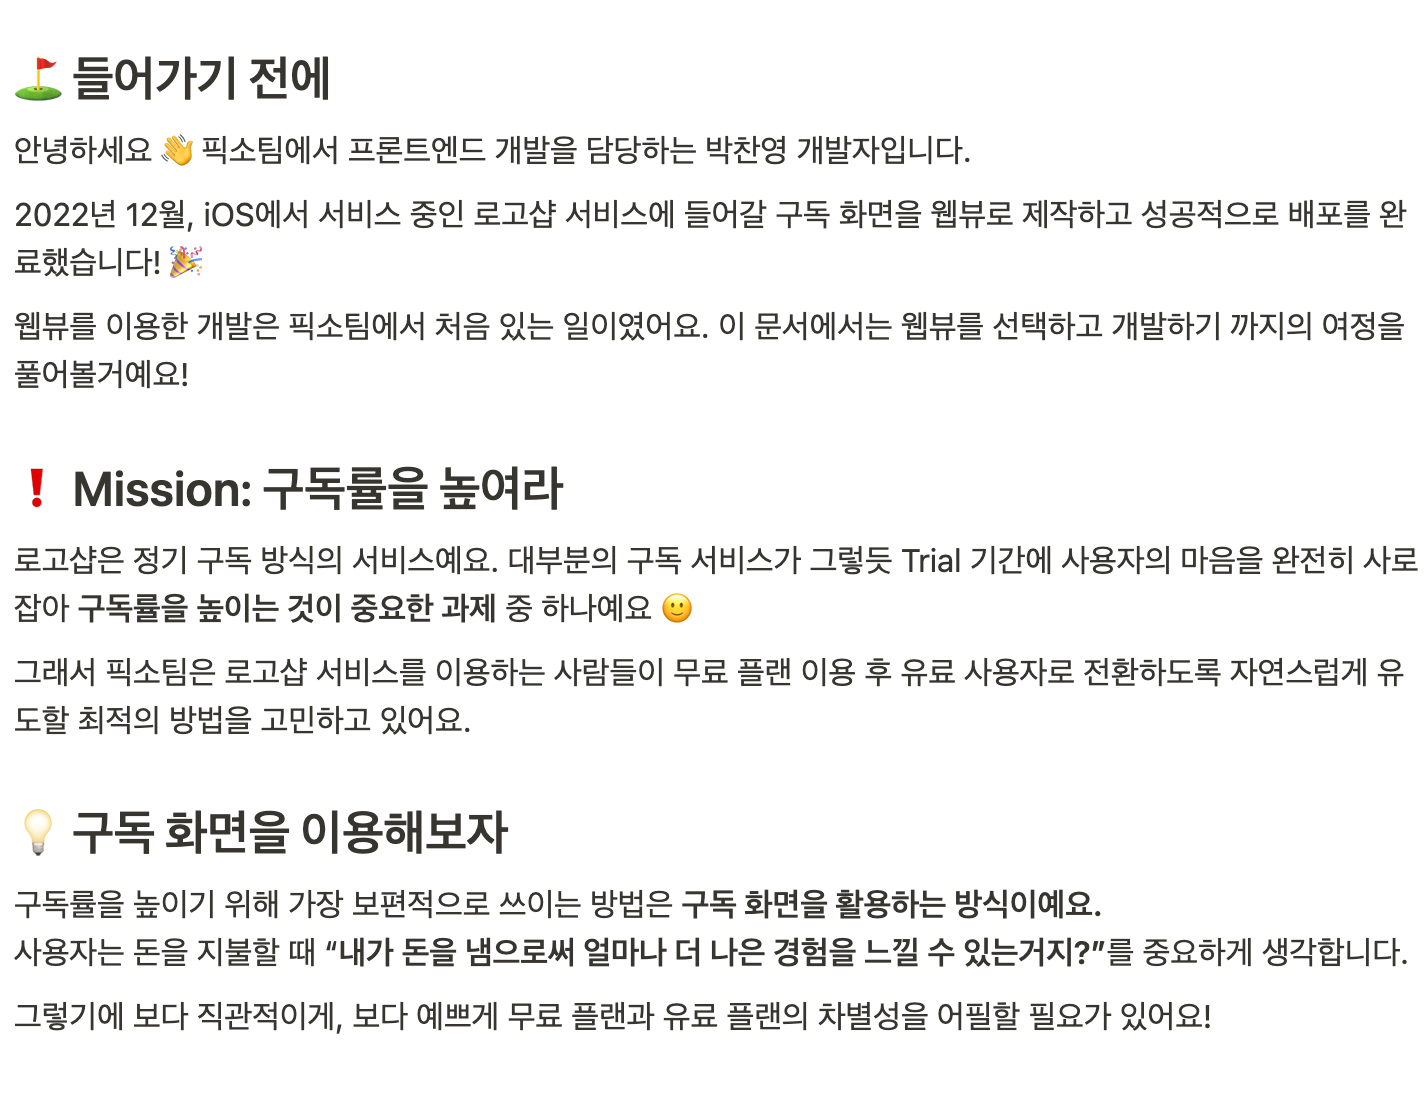 ⛳ 들어가기 전에
안녕하세요 👋 픽소팀에서 프론트엔드 개발을 담당하는 박찬영 개발자입니다.
2022년 12월, iOS에서 서비스 중인 로고샵 서비스에 들어갈 구독 화면을 웹뷰로 제작하고 성공적으로 배포를 완
료했습니다! 🎉
웹뷰를 이용한 개발은 픽소팀에서 처음 있는 일이였어요. 이 문서에서는 웹뷰를 선택하고 개발하기 까지의 여정을
풀어볼거예요!
❗ Mission: 구독률을 높여라
로고샵은 정기 구독 방식의 서비스예요. 대부분의 구독 서비스가 그렇듯 Trial 기간에 사용자의 마음을 완전히 사로
잡아 구독률을 높이는 것이 중요한 과제 중 하나예요 🙂
그래서 픽소팀은 로고샵 서비스를 이용하는 사람들이 무료 플랜 이용 후 유료 사용자로 전환하도록 자연스럽게 유
도할 최적의 방법을 고민하고 있어요.
💡 구독 화면을 이용해보자
구독률을 높이기 위해 가장 보편적으로 쓰이는 방법은 구독 화면을 활용하는 방식이예요.
사용자는 돈을 지불할 때 “내가 돈을 냄으로써 얼마나 더 나은 경험을 느낄 수 있는거지?”를 중요하게 생각합니다.
그렇기에 보다 직관적이게, 보다 예쁘게 무료 플랜과 유료 플랜의 차별성을 어필할 필요가 있어요!